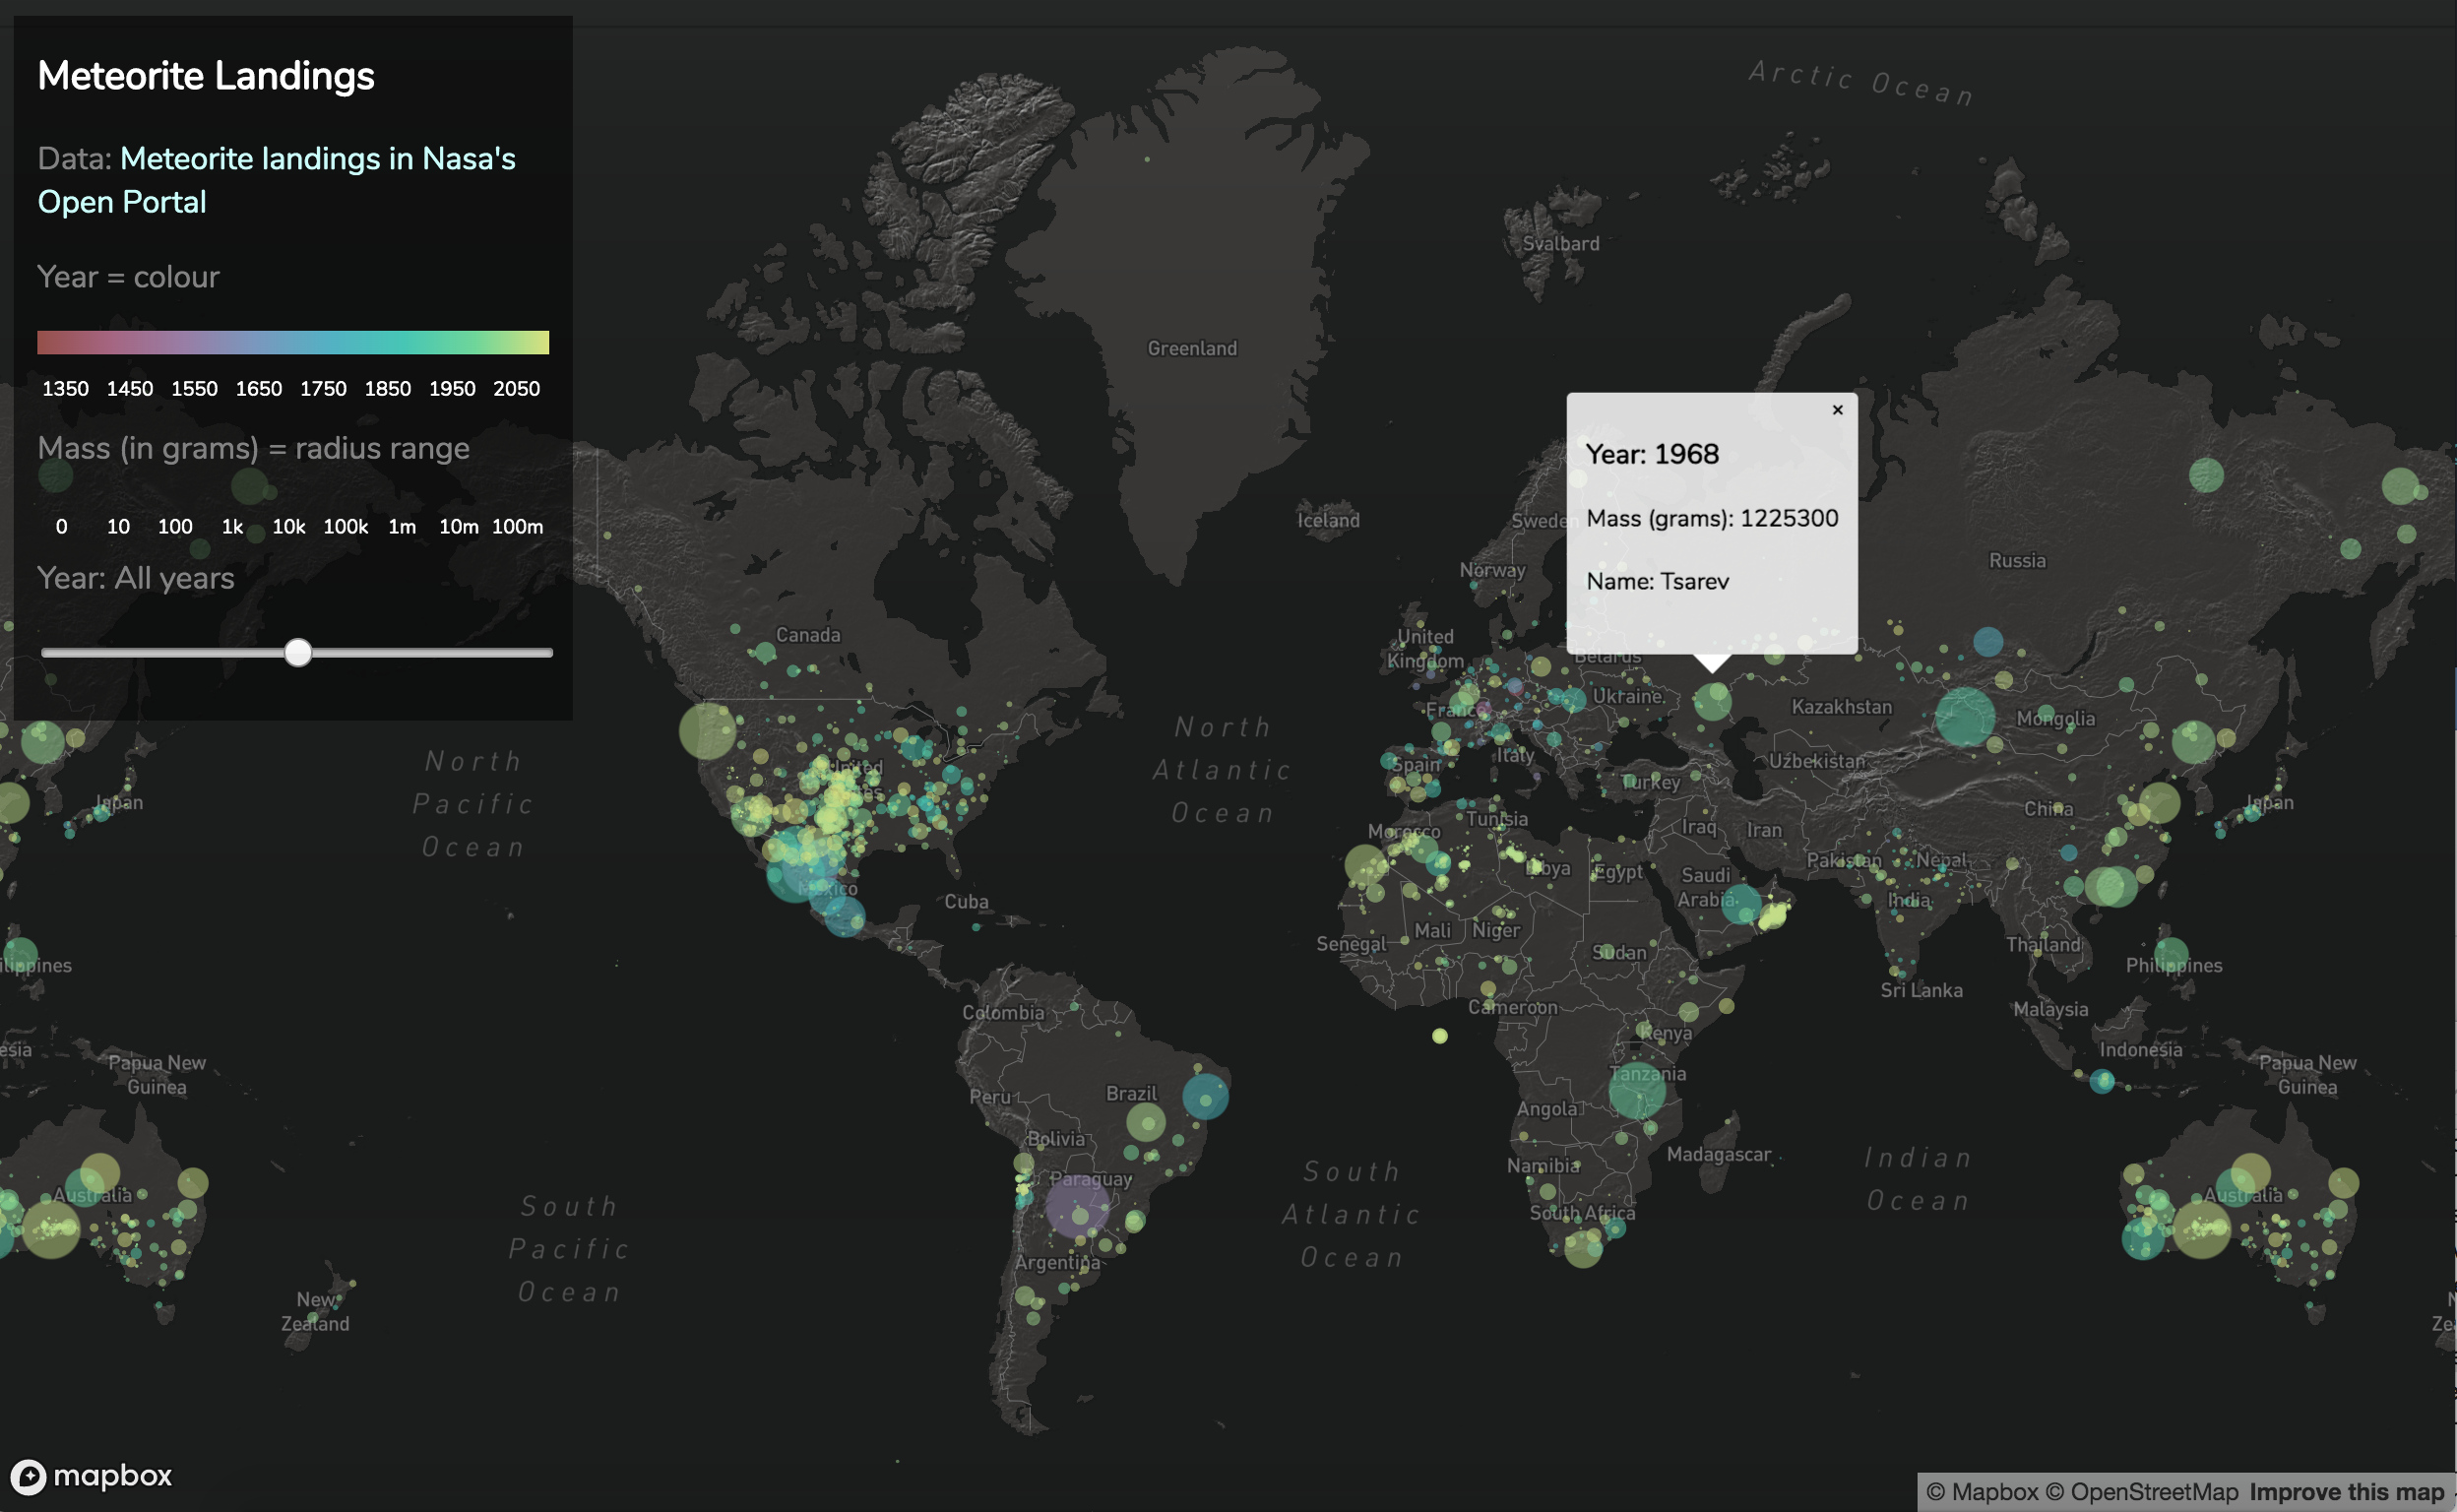 Meteorite Landings
Data: Meteorite landings in Nasa's
Open Portal
Year = colour
1350 1450 1550 1650 1750 1850 1950 2050
Mass (in grams) = radius range
0 10 100 1k 10k 100k 1m 10m 100m
Year: All years
Arctic Ocean
Svalbard
Greenland
×
Year: 1968
Mass (grams): 1225300
Name: Tsarev
Iceland
Sweden
Norway
Russia
Canada
United
Kingdom
Belarus
Ukraine
France
Kazakhstan
Mongolia
North
Pacific
Ocean
North
Atlantic
Ocean
United
Spain
Italy
Turkey
Uzbekistan
Japan
China
Japan
Morocco
Tunisia
Iraq
Iran
Libya
Egypt
Saudi
Arabia
Pakistan
Nepal
India
Mexico
Cuba
Senegal
Mali
Niger
Sudan
Thailand
Philippines
ilippines
Sri Lanka
Malaysia
Colombia
Cameroon
Kenya
esia
Papua New
Guinea
Indonesia
Papua New
Guinea
Peru
Brazil
Tanzania
Angola
Bolivia
Madagascar
Namibia
Paraguay
Australia
South
Pacific
Ocean
South
Atlantic
Ocean
Indian
Ocean
Australia
South Africa
Argentina
New
Zealand
N
Ze
mapbox
© Mapbox © OpenStreetMap Improve this map